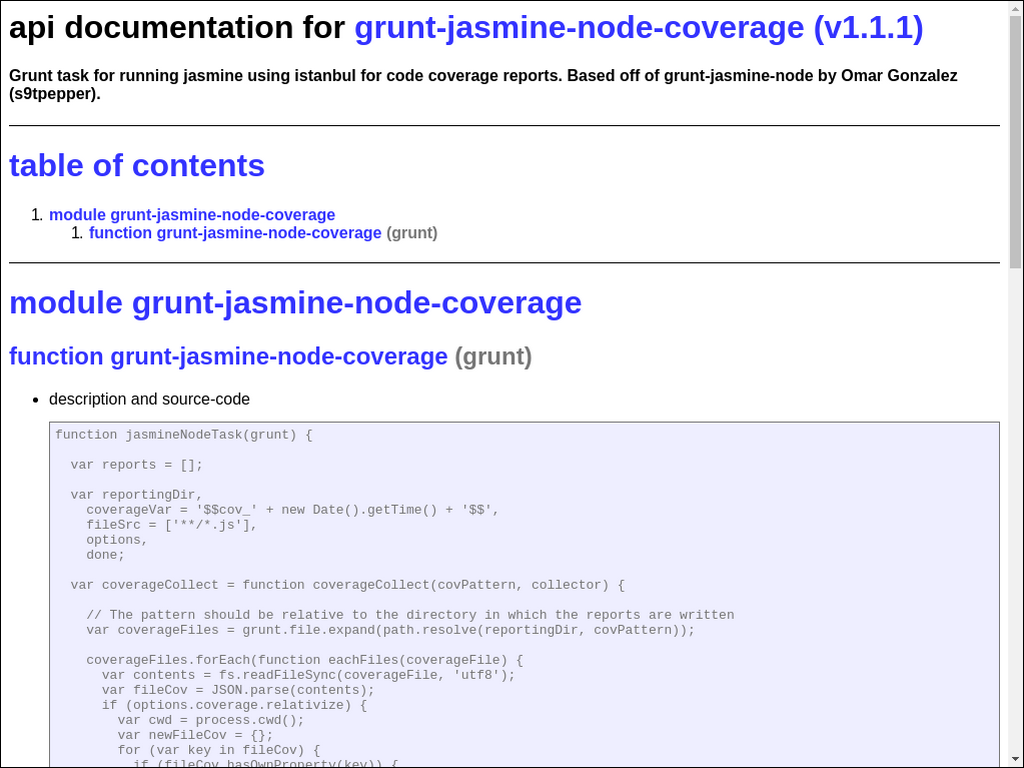 api documentation for grunt-jasmine-node-coverage (v1.1.1)
Grunt task for running jasmine using istanbul for code coverage reports. Based off of grunt-jasmine-node by Omar Gonzalez
(s9tpepper).
table of contents
1. module grunt-jasmine-node-coverage
1. function grunt-jasmine-node-coverage (grunt)
module grunt-jasmine-node-coverage
function grunt-jasmine-node-coverage (grunt)
• description and source-code
function jasmineNodeTask(grunt) {
var reports = [];
var reportingDir,
coverageVar = '$$cov_' + new Date().getTime() + '$$',
fileSrc = ['**/*.js'],
options,
done;
var coverageCollect = function coverageCollect(covPattern, collector) {
// The pattern should be relative to the directory in which the reports are written
var coverageFiles = grunt.file.expand(path.resolve(reportingDir, covPattern));
coverageFiles.forEach(function eachFiles(coverageFile) {
var contents = fs.readFileSync(coverageFile, 'utf8');
var fileCov = JSON.parse(contents);
if (options.coverage.relativize) {
var cwd = process.cwd();
var newFileCov = {};
for (var key in fileCov) {
if (fileCov.hasOwnProperty(key)) {